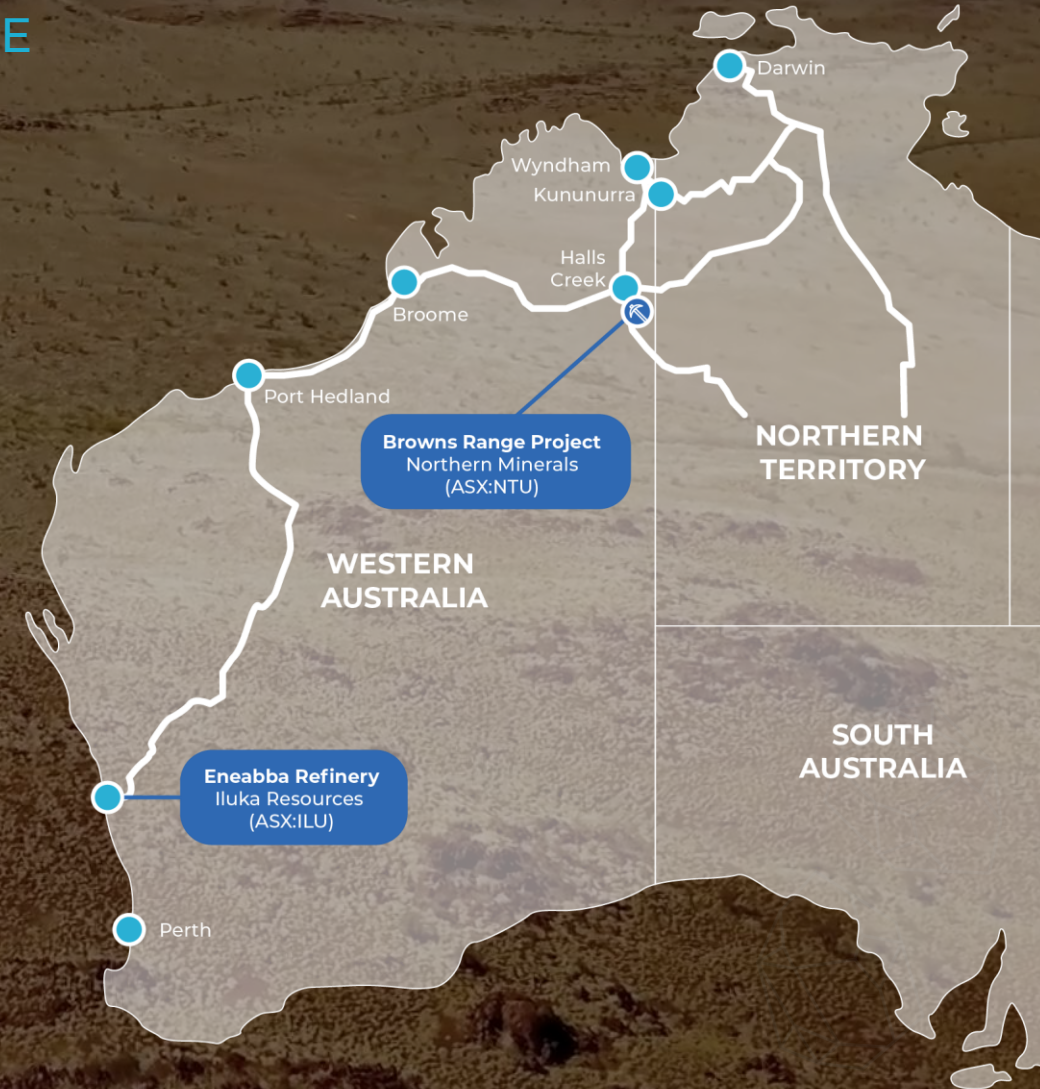 E
Darwin
Wyndham
Kununurra
Halls
Creek
Broome
Port Hedland
Browns Range Project
Northern Minerals
(ASX:NTU)
NORTHERN
TERRITORY
WESTERN
AUSTRALIA
SOUTH
AUSTRALIA
Eneabba Refinery
Iluka Resources
(ASX:ILU)
Perth